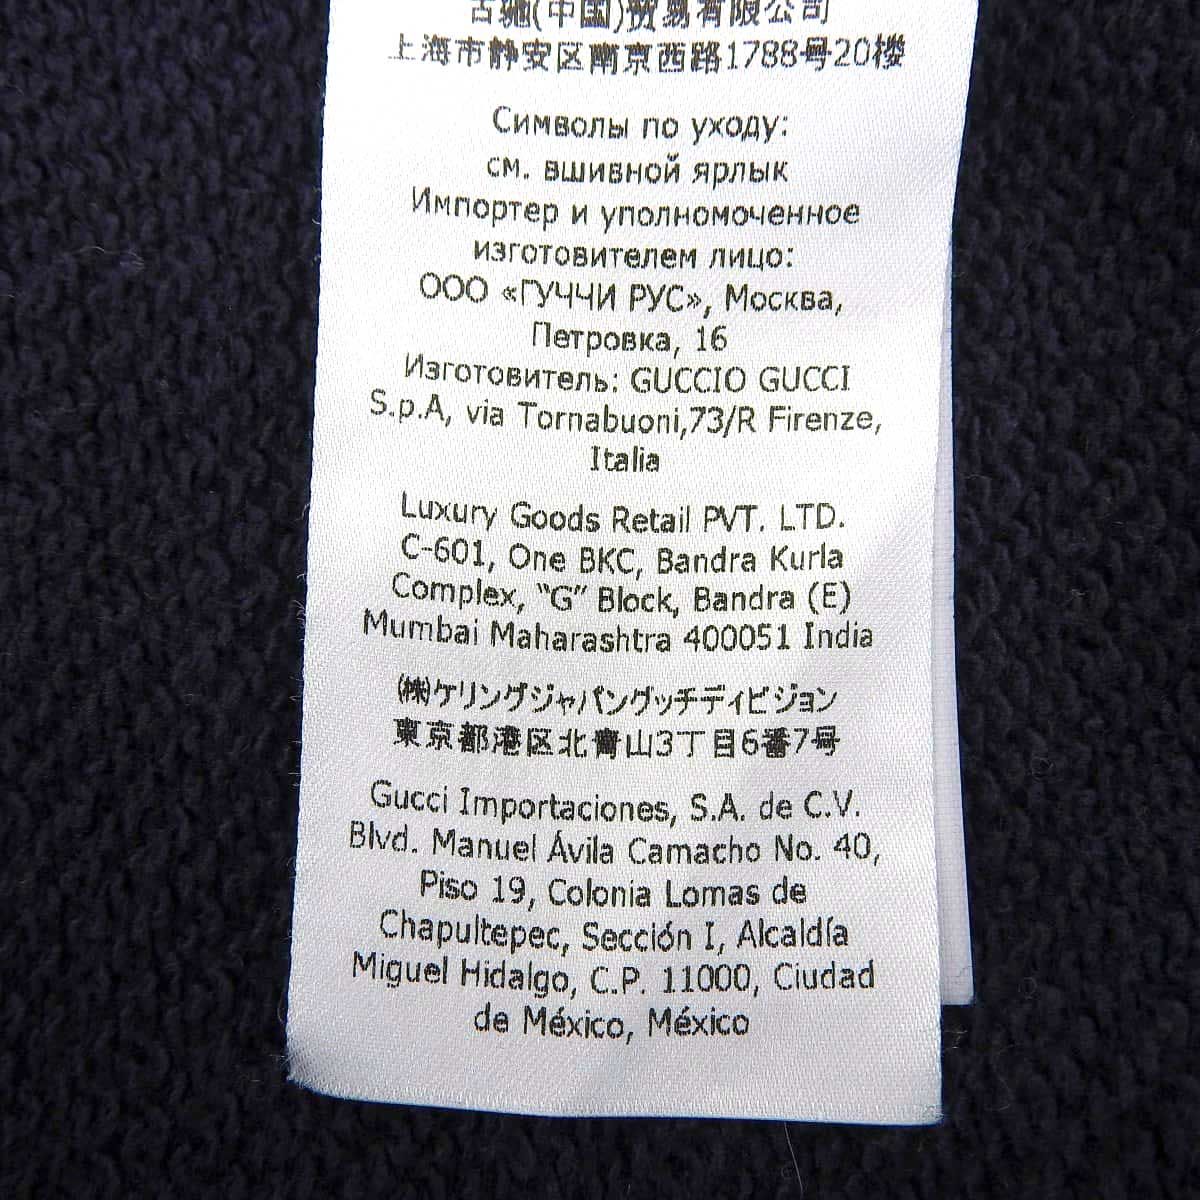 古驰(中国)贸易有限公司
上海市静安区南京西路1788号20楼
Символы по уходу:
см. вшивной ярлык
Импортер и уполномоченное
изготовителем лицо:
ООО «ГУЧЧИ РУС», Москва,
Петровка, 16
Изготовитель: GUCCIO GUCCI
S.p.A, via Tornabuoni,73/R Firenze,
Italia
Luxury Goods Retail PVT. LTD.
C-601, One BKC, Bandra Kurla
Complex, "G" Block, Bandra (E)
Mumbai Maharashtra 400051 India
㈱ケリングジャパングッチディビジョン
東京都港区北青山3丁目6番7号
Gucci Importaciones, S.A. de C.V.
Blvd. Manuel Ávila Camacho No. 40,
Piso 19, Colonia Lomas de
Chapultepec, Sección I, Alcaldía
Miguel Hidalgo, C.P. 11000, Ciudad
de México, México